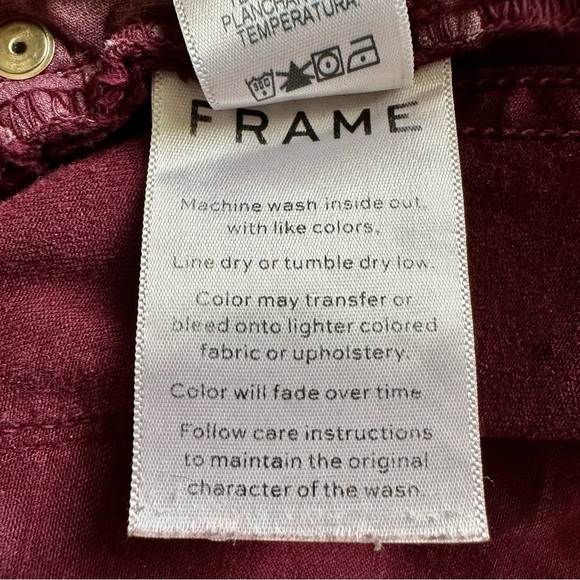 PLANCHAR
TEMPERATURA
30C
FRAME
Machine wash inside out,
with like colors.
Line dry or tumble dry low.
Color may transfer or
bleed onto lighter colored
fabric or upholstery.
Color will fade over time
Follow care instructions
to maintain the original
character of the wash.